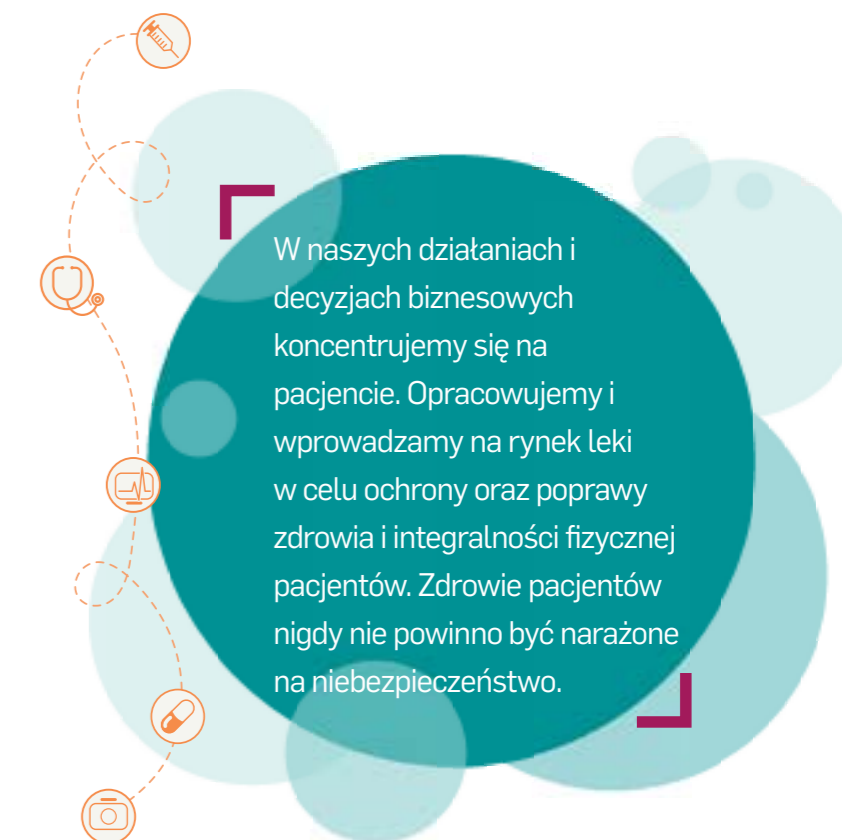 W naszych działaniach i
decyzjach biznesowych
koncentrujemy się na
pacjencie. Opracowujemy i
wprowadzamy na rynek leki
w celu ochrony oraz poprawy
zdrowia i integralności fizycznej
pacjentów. Zdrowie pacjentów
nigdy nie powinno być narażone
na niebezpieczeństwo.